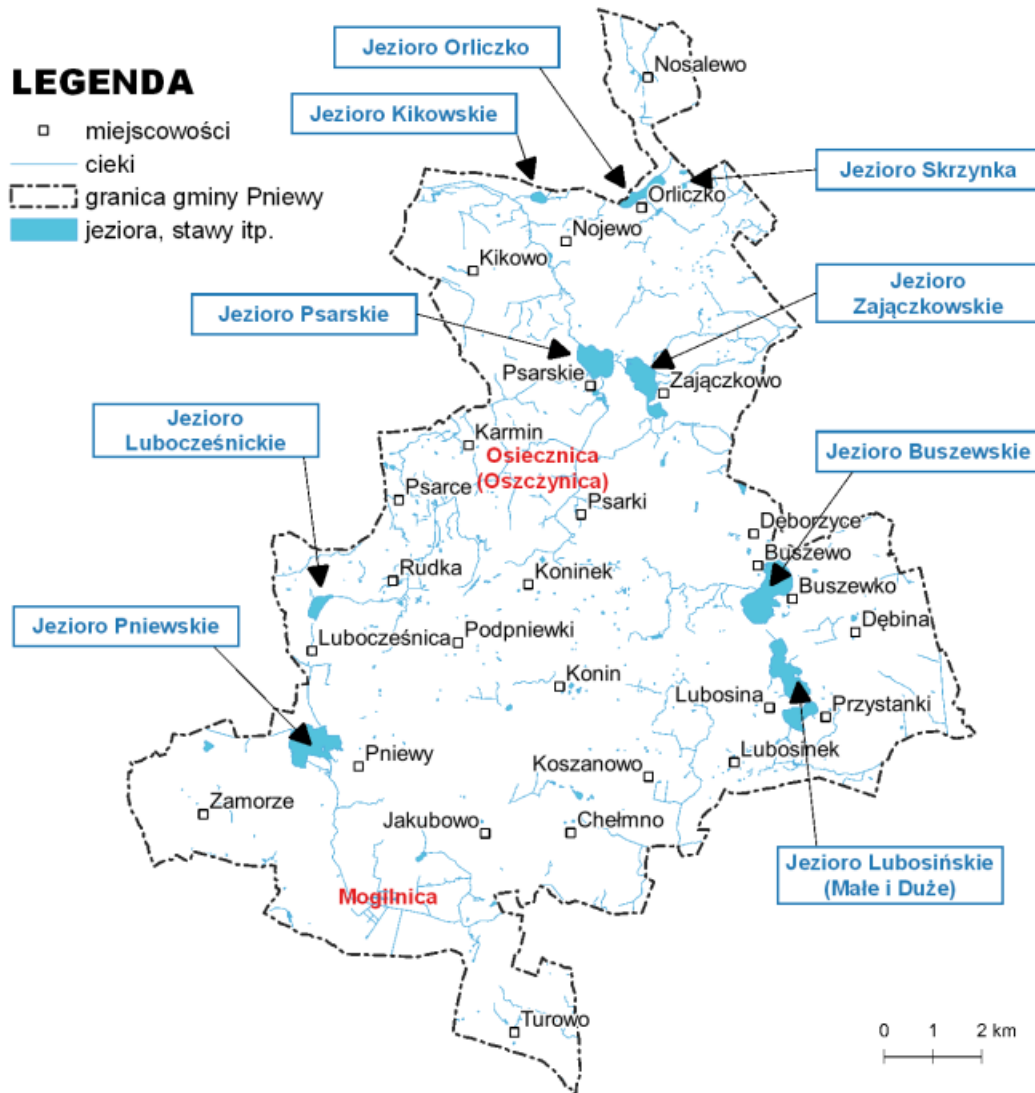 Jezioro Orliczko
Nosalewo
LEGENDA
Jezioro Kikowskie
miejscowości
cieki
granica gminy Pniewy
jeziora, stawy itp.
Jezioro Skrzynka
Orliczko
Nojewo
Kikowo
Jezioro
Zajączkowskie
Jezioro Psarskie
Psarskie
Zajączkowo
Jezioro
Lubocześnickie
Karmin
Osiecznica
(Oszczynica)
Jezioro Buszewskie
Psarce
Psarki
Dęborzyce
Buszewo
Rudka
Koninek
Buszewko
Jezioro Pniewskie
Lubocześnica
Podpniewki
Dębina
Konin
Lubosina
Przystanki
Pniewy
Koszanowo
Lubosinek
Zamorze
Jakubowo
Chełmno
Jezioro Lubosińskie
(Małe i Duże)
Mogilnica
Turowo
0 1 2 km